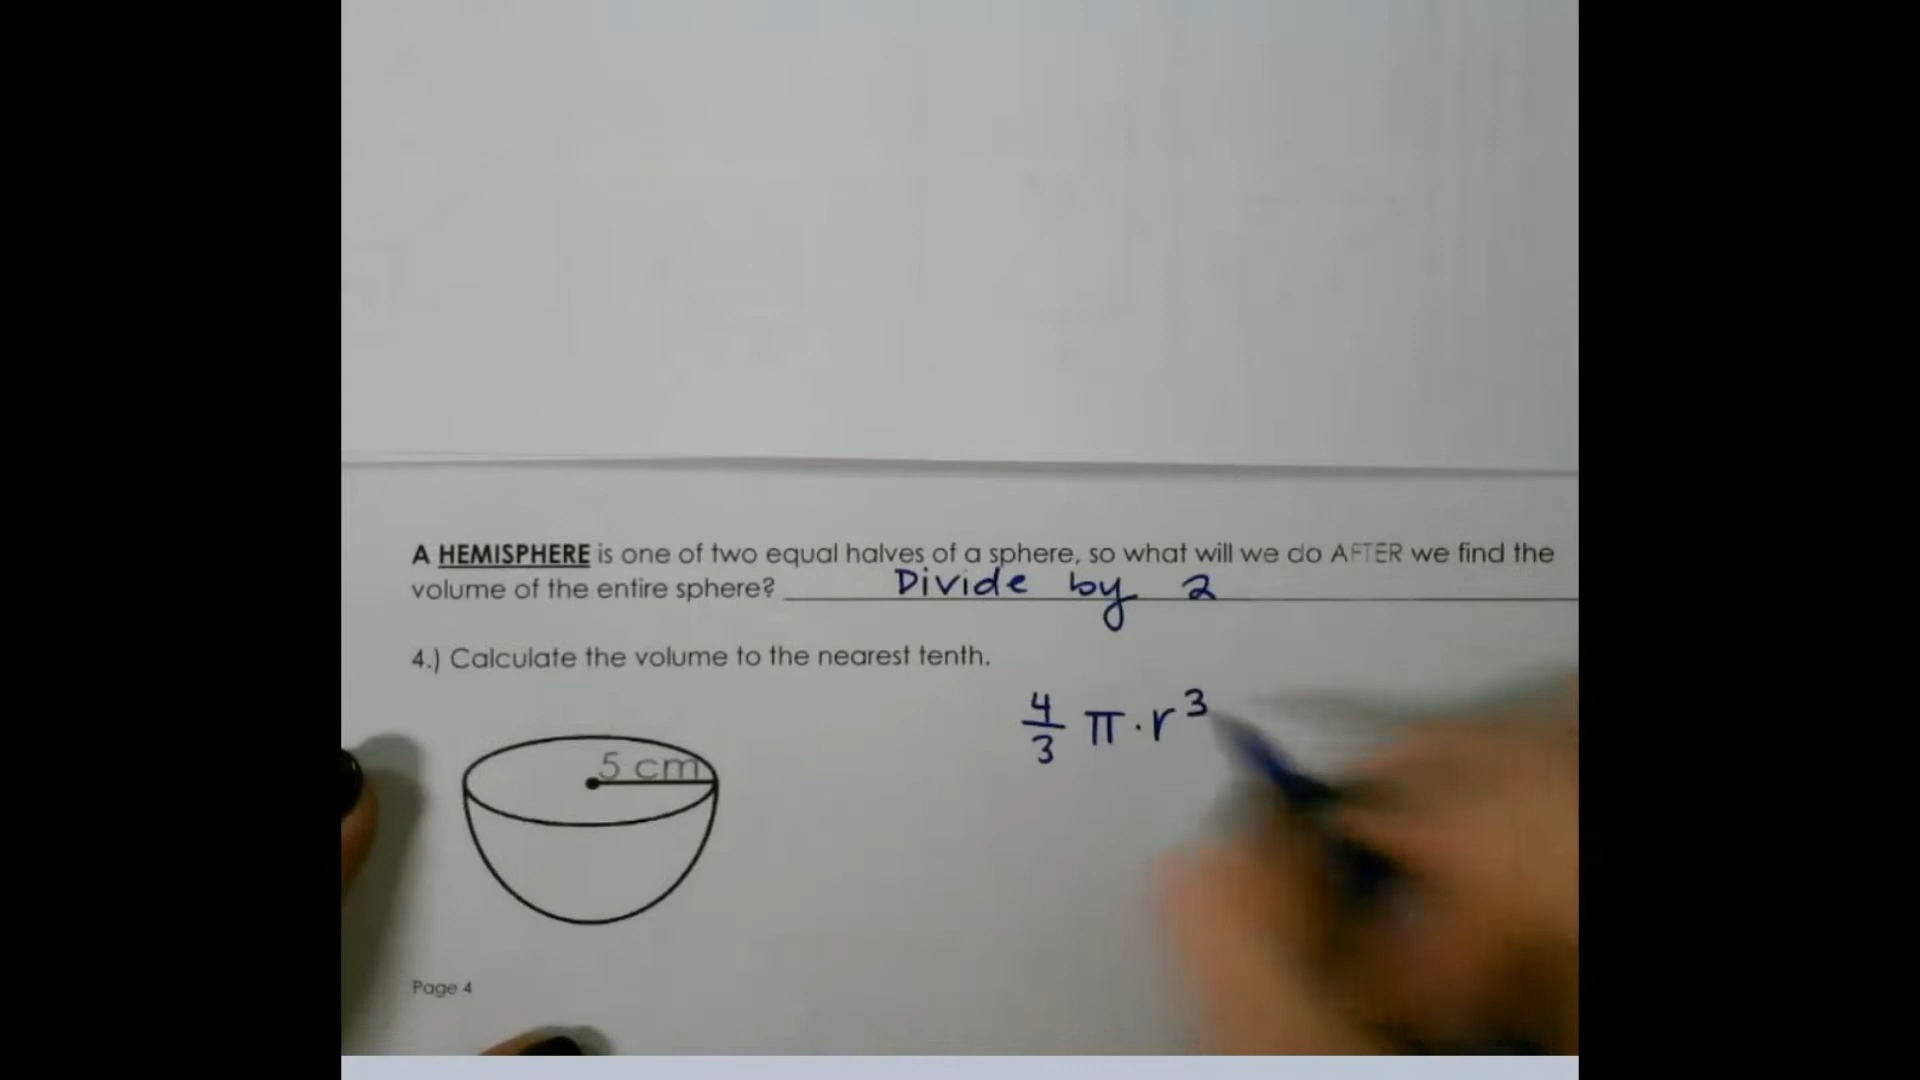 A HEMISPHERE is one of two equal halves of a sphere, so what will we do AFTER we find the
volume of the entire sphere? Divide by 2
4.) Calculate the volume to the nearest tenth.
4/3 π · r³
5 cm
Page 4